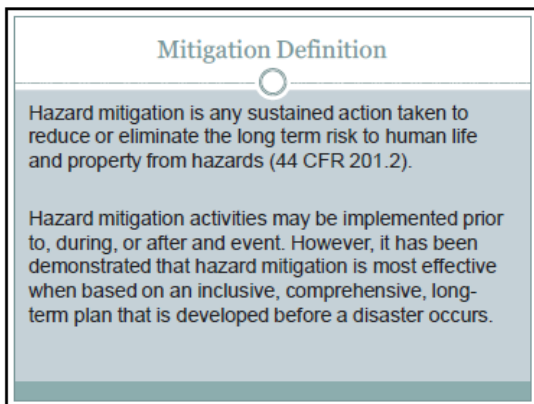 Mitigation Definition
Hazard mitigation is any sustained action taken to
reduce or eliminate the long term risk to human life
and property from hazards (44 CFR 201.2).
Hazard mitigation activities may be implemented prior
to, during, or after and event. However, it has been
demonstrated that hazard mitigation is most effective
when based on an inclusive, comprehensive, long-
term plan that is developed before a disaster occurs.